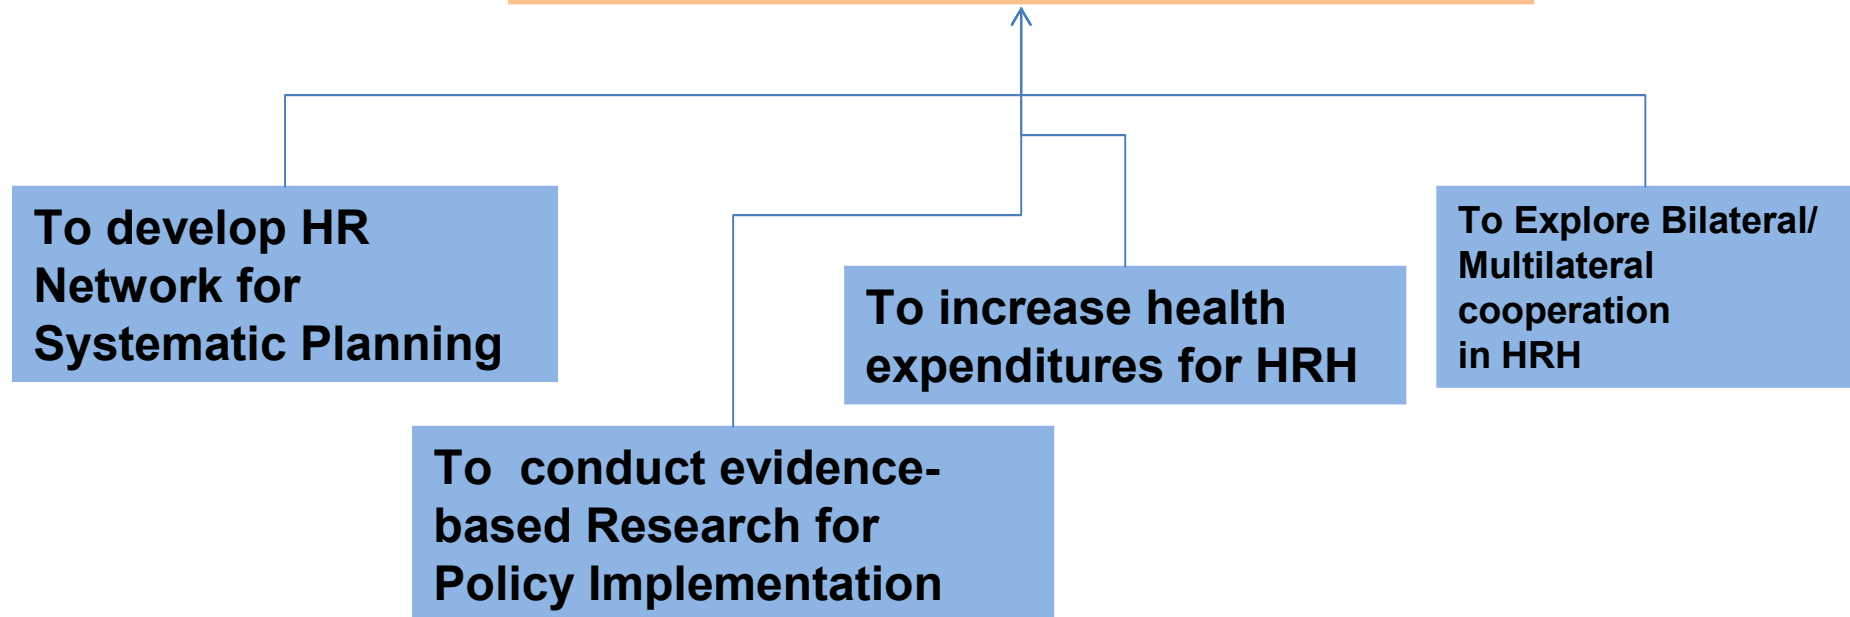 To develop HR
Network for
Systematic Planning
To  conduct evidence-
based Research for
Policy Implementation
To increase health
expenditures for HRH
To Explore Bilateral/
Multilateral
cooperation
in HRH